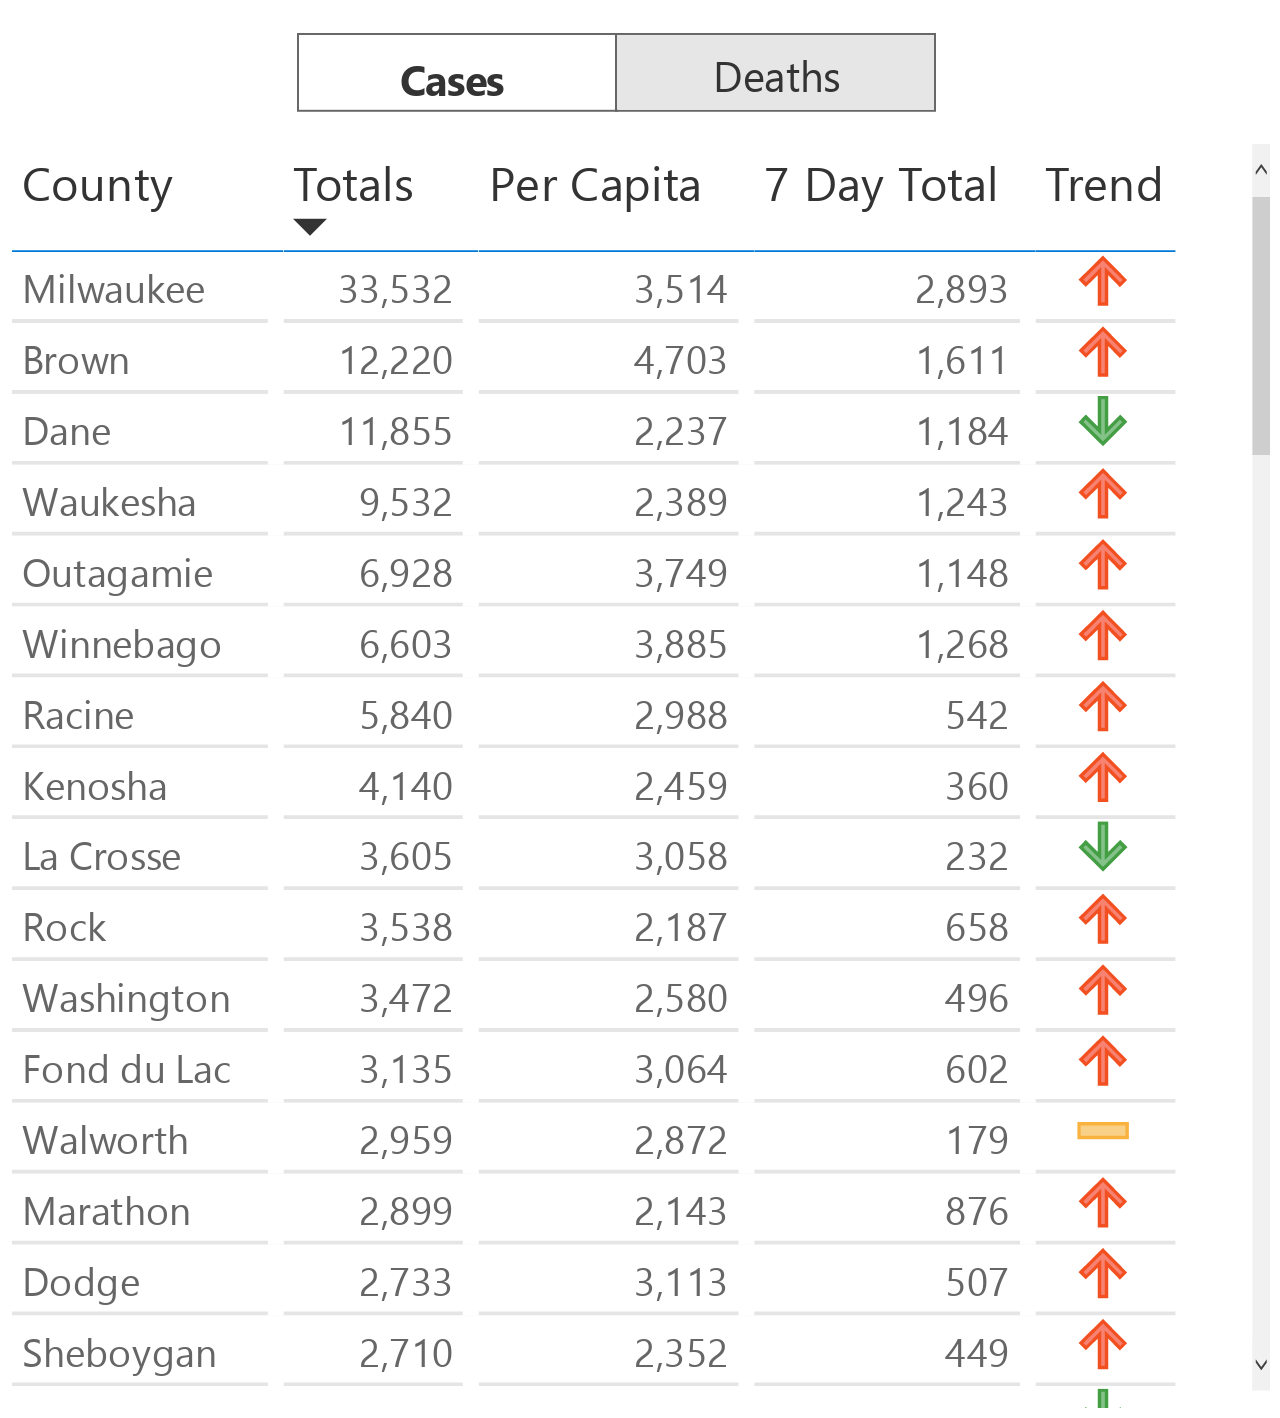 Cases Deaths
County Totals Per Capita 7 Day Total Trend
Milwaukee 33,532 3,514 2,893
Brown 12,220 4,703 1,611
Dane 11,855 2,237 1,184
Waukesha 9,532 2,389 1,243
Outagamie 6,928 3,749 1,148
Winnebago 6,603 3,885 1,268
Racine 5,840 2,988 542
Kenosha 4,140 2,459 360
La Crosse 3,605 3,058 232
Rock 3,538 2,187 658
Washington 3,472 2,580 496
Fond du Lac 3,135 3,064 602
Walworth 2,959 2,872 179
Marathon 2,899 2,143 876
Dodge 2,733 3,113 507
Sheboygan 2,710 2,352 449